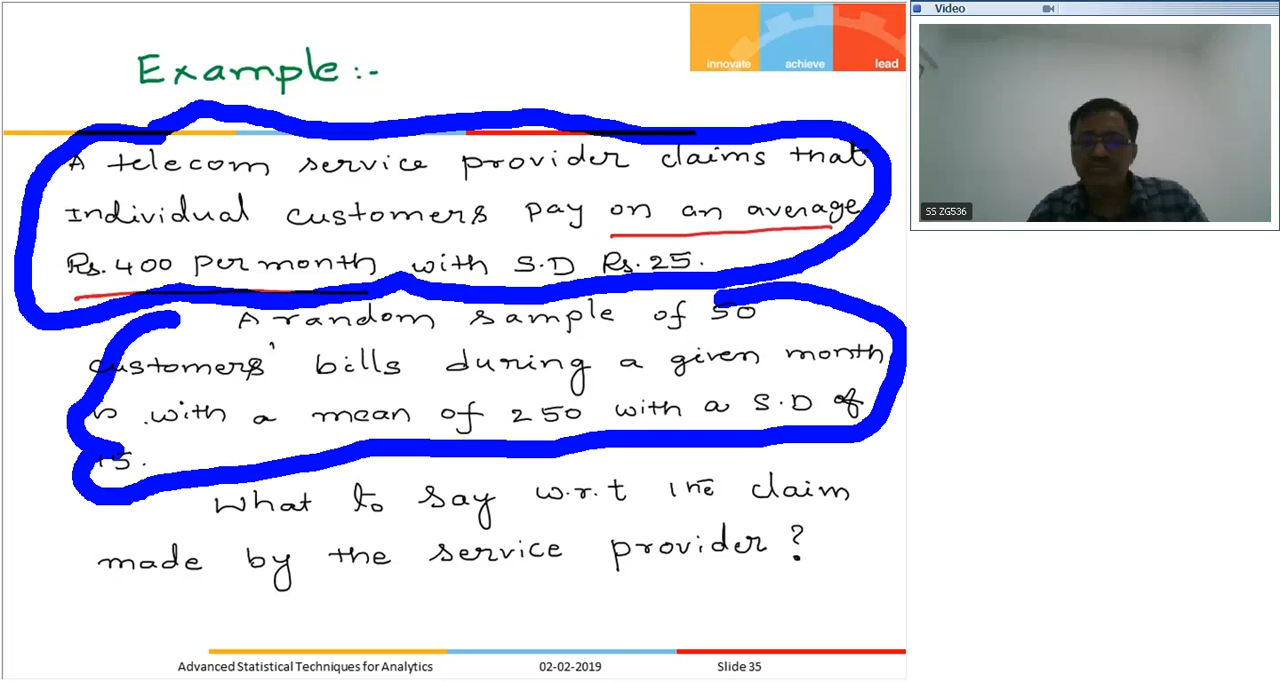 Video
innovate achieve lead
Example:-
A telecom service provider claims that
Individual customers pay on an average
Rs.400 per month with S.D Rs.25.
A random sample of 50
customers' bills during a given month
is with a mean of 250 with a S.D of
15.
What to say w.r.t the claim
made by the service provider?
SS ZG536
Advanced Statistical Techniques for Analytics 02-02-2019 Slide 35